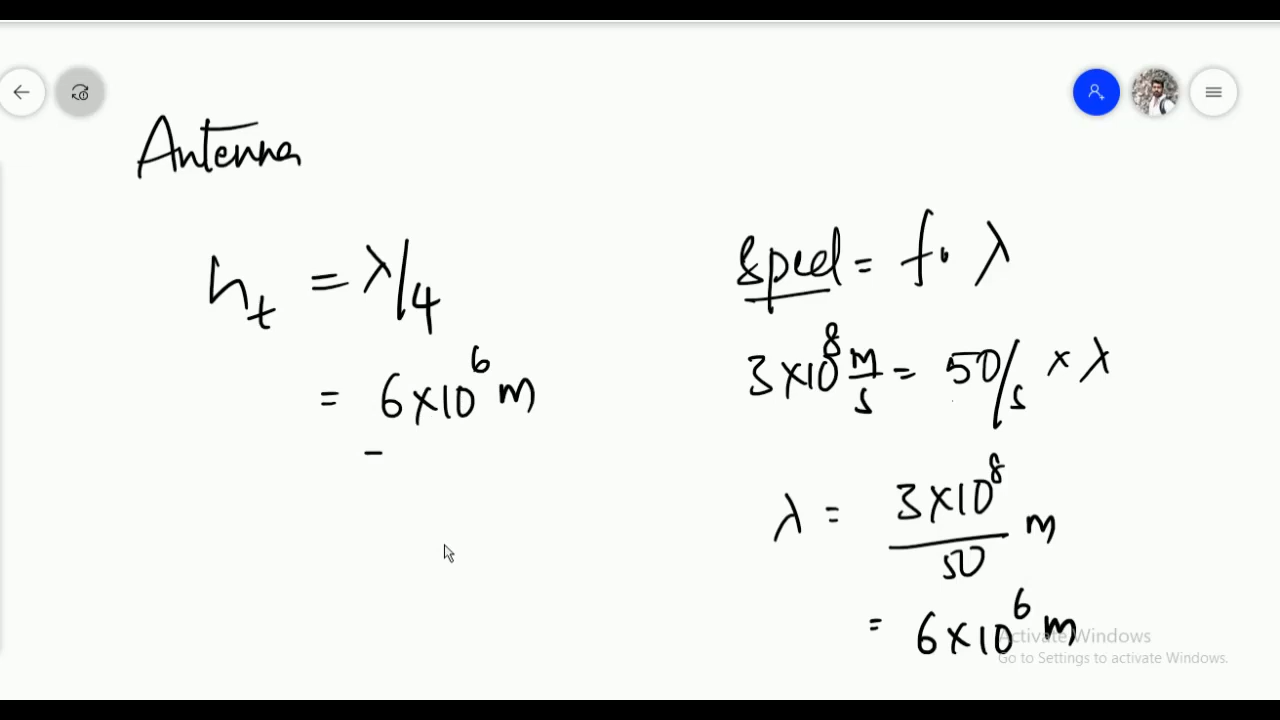 Antenna
h_t = λ/4
= 6×10^6 m
Speed = f · λ
3×10^8 m/s = 50/s × λ
λ = 3×10^8/50 m
= 6×10^6 m
Activate Windows
Go to Settings to activate Windows.